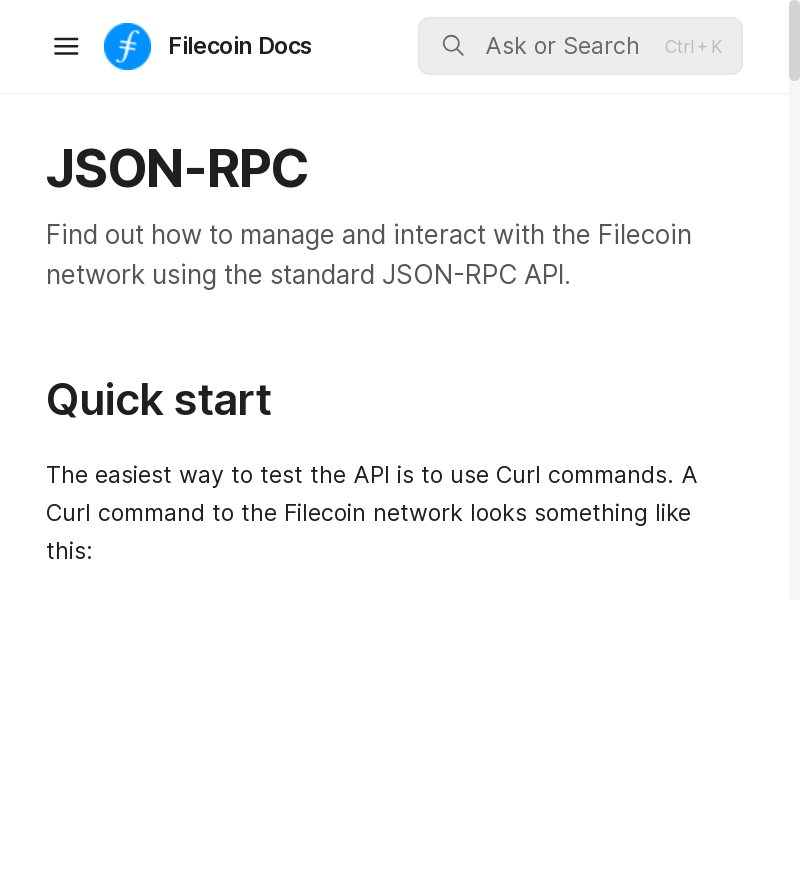 Filecoin Docs
Ask or Search
Ctrl + K
JSON-RPC
Find out how to manage and interact with the Filecoin
network using the standard JSON-RPC API.
Quick start
The easiest way to test the API is to use Curl commands. A
Curl command to the Filecoin network looks something like
this: